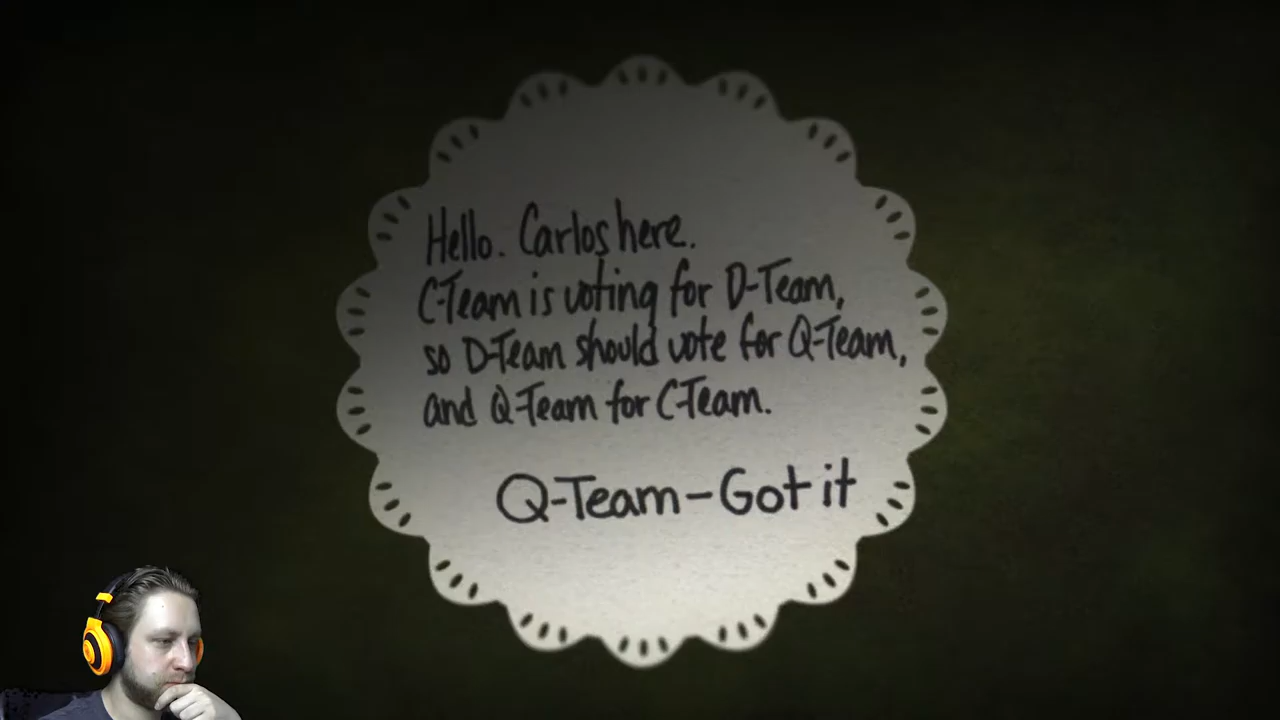 Hello. Carlos here.
C-Team is voting for D-Team,
so D-Team should vote for Q-Team,
and Q-Team for C-Team.
Q-Team-Got it